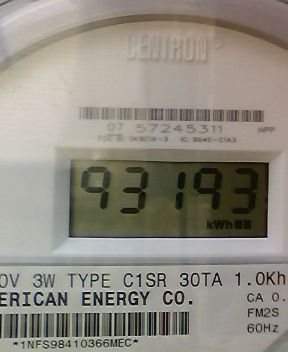 CENTRON
07 57245311 HPP
93193
kWh
0V 3W TYPE C1SR 30TA 1.0Kh
ERICAN ENERGY CO. CA 0.
FM2S
*1NFS98410366MEC* 60Hz